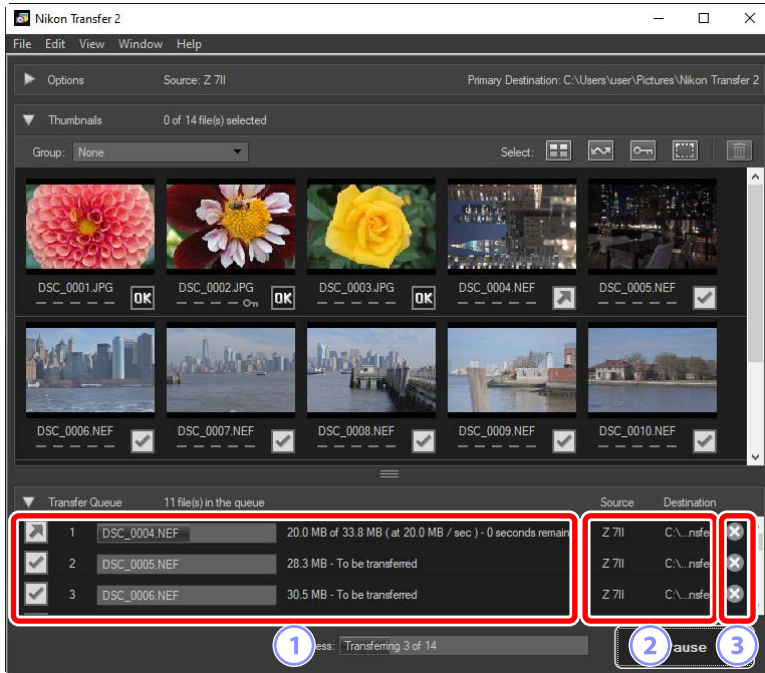 Nikon Transfer 2
File Edit View Window Help
Options Source: Z 7II Primary Destination: C:\Users\user\Pictures\Nikon Transfer 2
Thumbnails 0 of 14 file(s) selected
Group: None Select:
DSC_0001.JPG OK DSC_0002.JPG OK DSC_0003.JPG OK DSC_0004.NEF DSC_0005.NEF
DSC_0006.NEF DSC_0007.NEF DSC_0008.NEF DSC_0009.NEF DSC_0010.NEF
Transfer Queue 11 file(s) in the queue Source Destination
1 DSC_0004.NEF 20.0 MB of 33.8 MB ( at 20.0 MB / sec ) - 0 seconds remain Z 7II C:\...nsfe
2 DSC_0005.NEF 28.3 MB - To be transferred Z 7II C:\...nsfe
3 DSC_0006.NEF 30.5 MB - To be transferred Z 7II C:\...nsfe
1 ess: Transferring 3 of 14 2 ause 3